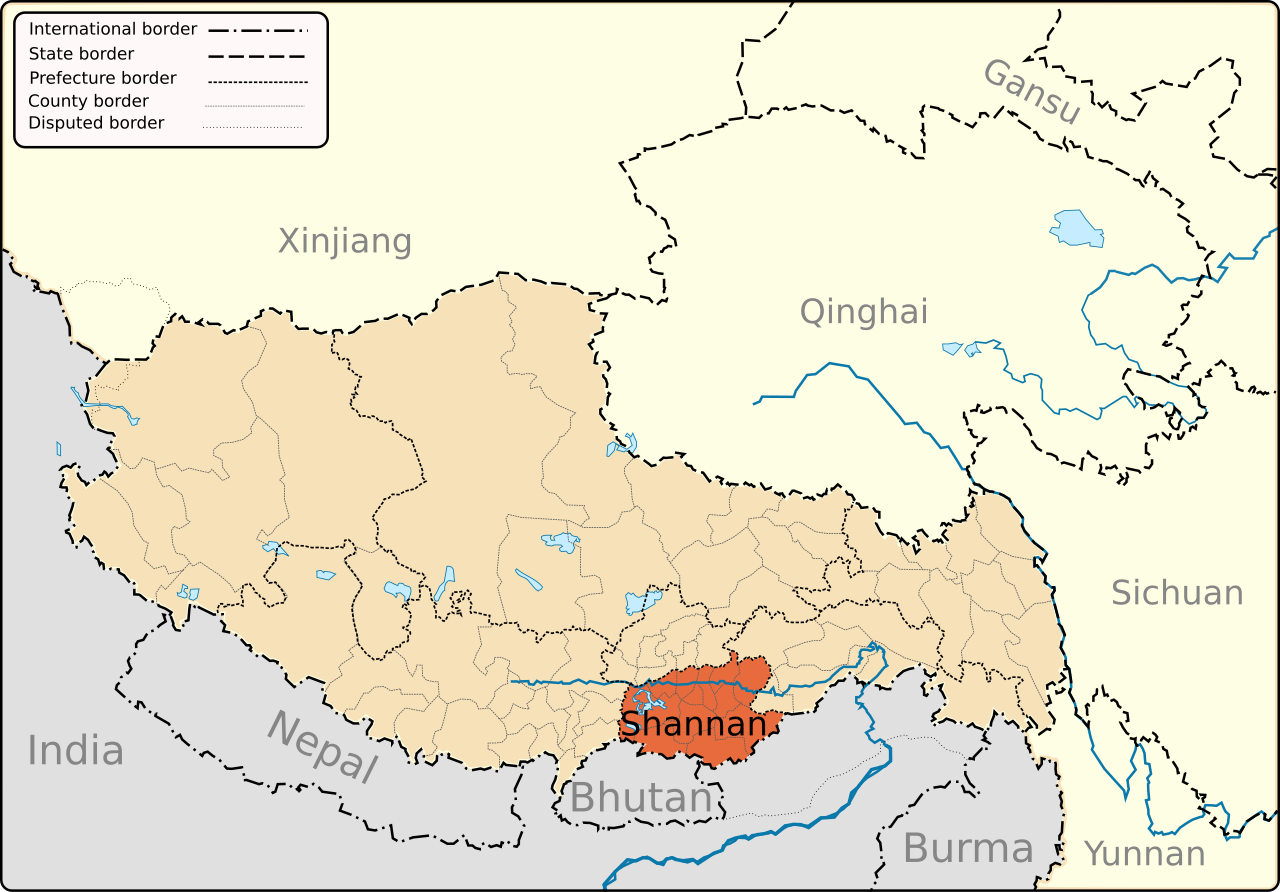 International border
State border
Prefecture border
County border
Disputed border
Gansu
Xinjiang
Qinghai
Sichuan
Shannan
India
Nepal
Bhutan
Burma
Yunnan